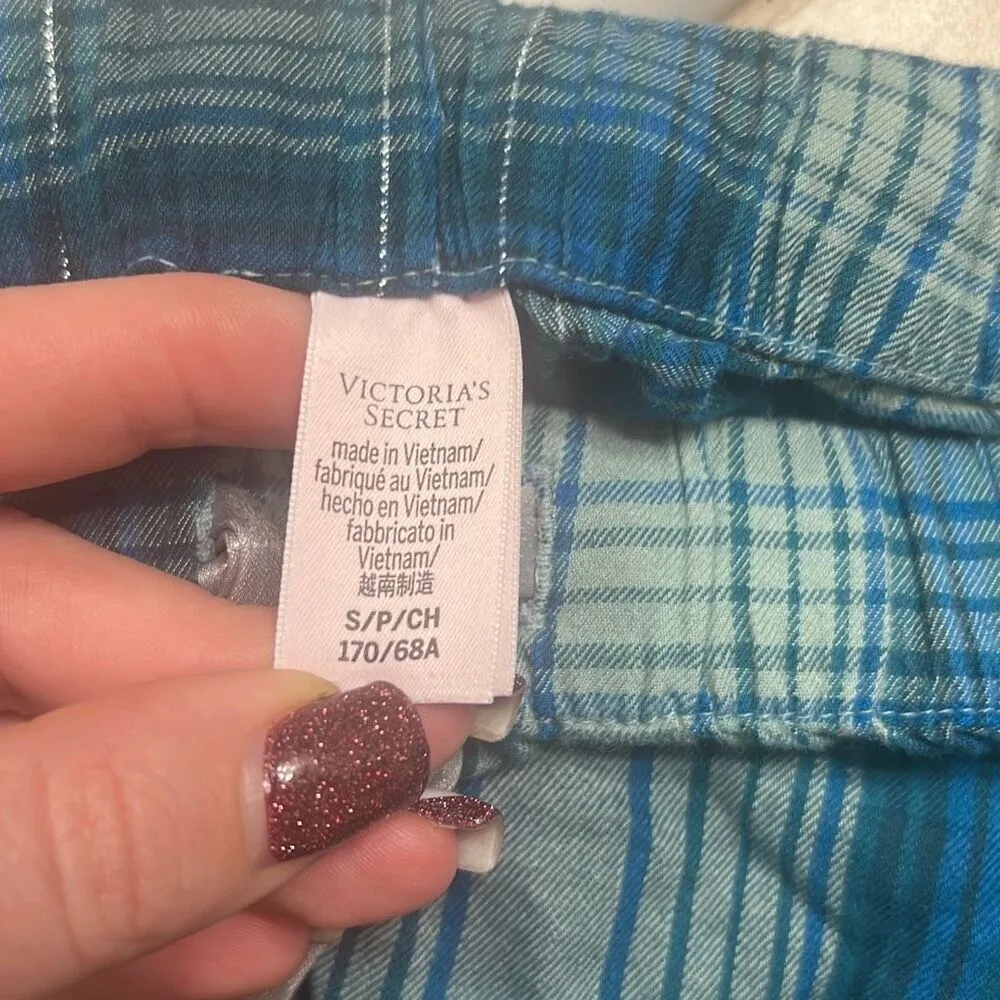 VICTORIA'S
SECRET
made in Vietnam/
fabriqué au Vietnam/
hecho en Vietnam/
fabbricato in
Vietnam/
越南制造
S/P/CH
170/68A